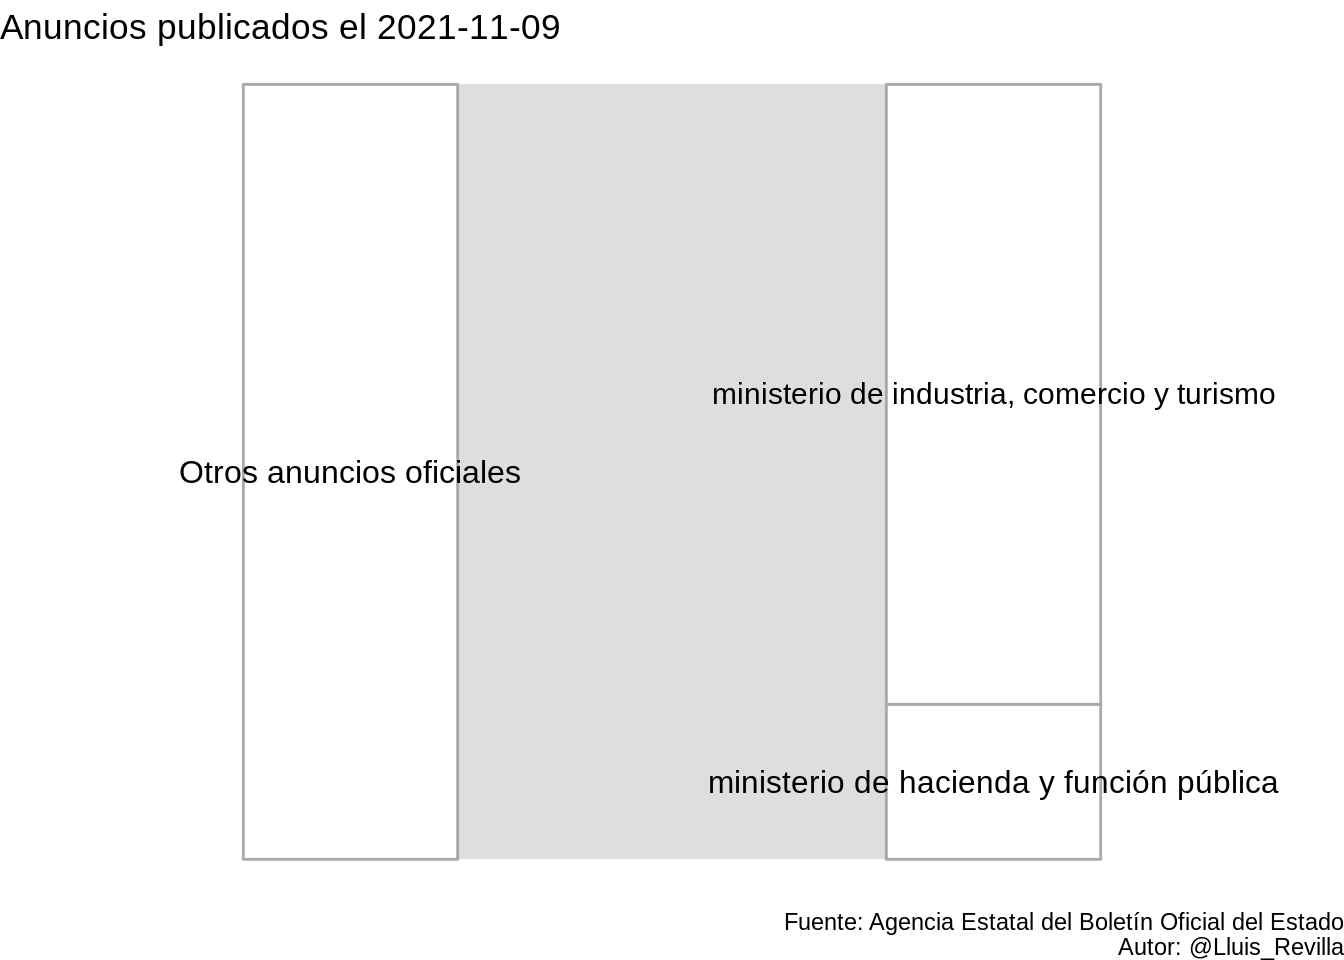 Anuncios publicados el 2021-11-09
ministerio de industria, comercio y turismo
Otros anuncios oficiales
ministerio de hacienda y función pública
Fuente: Agencia Estatal del Boletín Oficial del Estado
Autor: @Lluis_Revilla